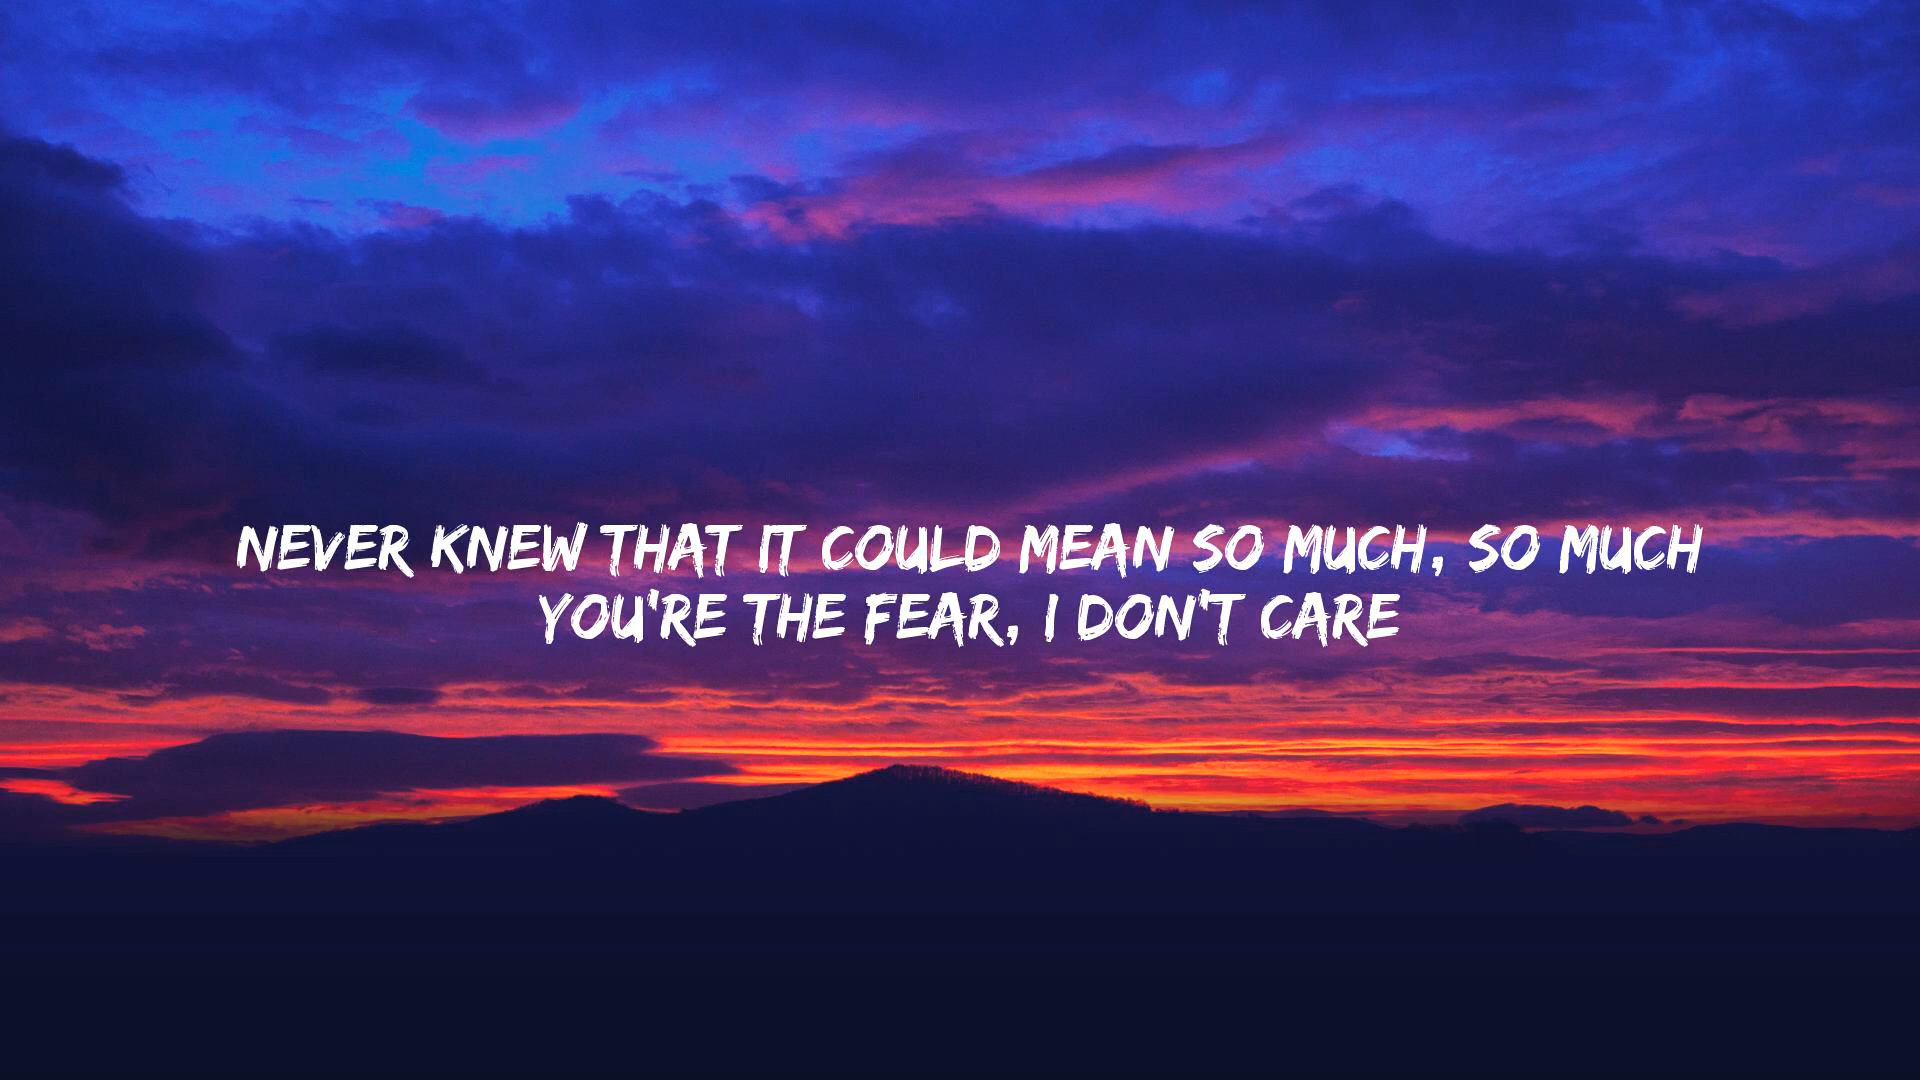 NEVER KNEW THAT IT COULD MEAN SO MUCH, SO MUCH
YOU'RE THE FEAR, I DON'T CARE